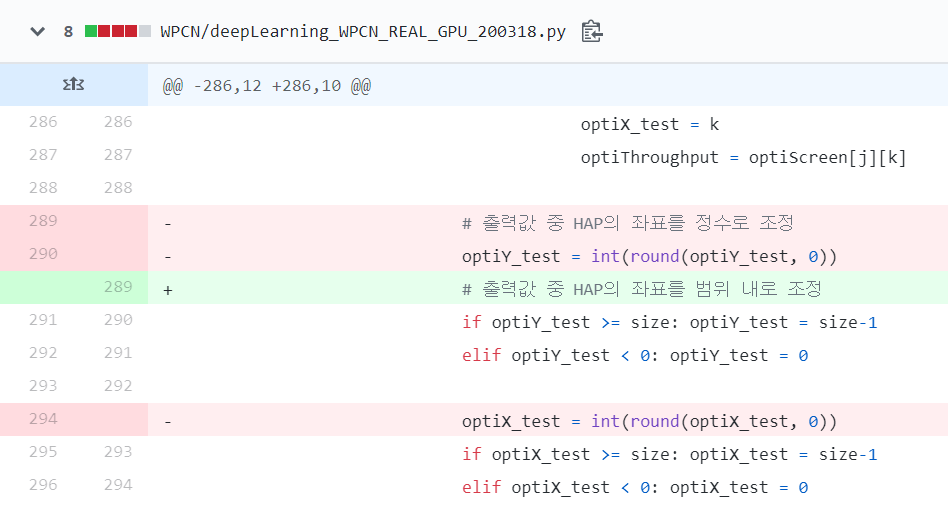 8 WPCN/deepLearning_WPCN_REAL_GPU_200318.py
@@ -286,12 +286,10 @@
286 286 optiX_test = k
287 287 optiThroughput = optiScreen[j][k]
288 288
289 - # 출력값 중 HAP의 좌표를 정수로 조정
290 - optiY_test = int(round(optiY_test, 0))
289 + # 출력값 중 HAP의 좌표를 범위 내로 조정
291 290 if optiY_test >= size: optiY_test = size-1
292 291 elif optiY_test < 0: optiY_test = 0
293 292
294 - optiX_test = int(round(optiX_test, 0))
295 293 if optiX_test >= size: optiX_test = size-1
296 294 elif optiX_test < 0: optiX_test = 0